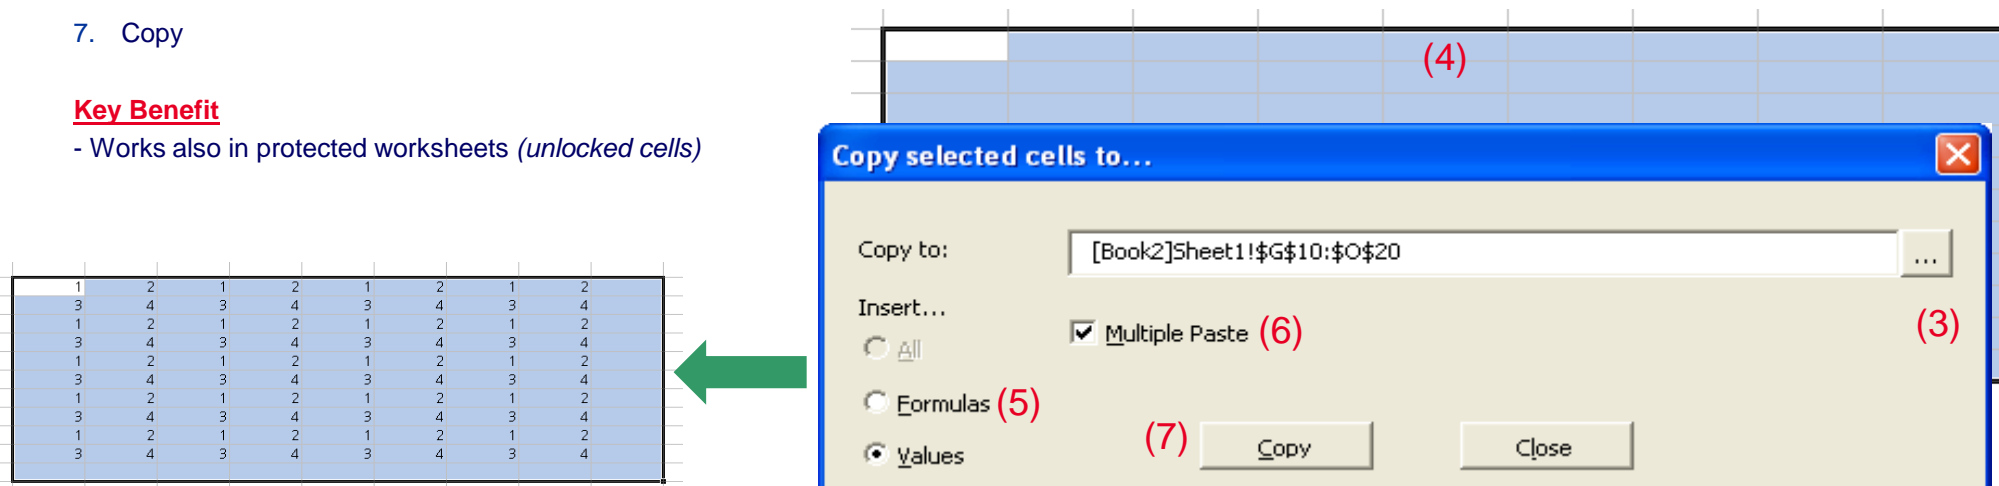 7. Copy
Key Benefit
- Works also in protected worksheets (unlocked cells)
1 2 1 2 1 2 1 2
3 4 3 4 3 4 3 4
1 2 1 2 1 2 1 2
3 4 3 4 3 4 3 4
1 2 1 2 1 2 1 2
3 4 3 4 3 4 3 4
1 2 1 2 1 2 1 2
3 4 3 4 3 4 3 4
1 2 1 2 1 2 1 2
3 4 3 4 3 4 3 4
(4)
Copy selected cells to...
Copy to: [Book2]Sheet1!$G$10:$O$20 ...
(3)
Insert...
Multiple Paste (6)
All
Formulas (5)
Values
(7) Copy Close